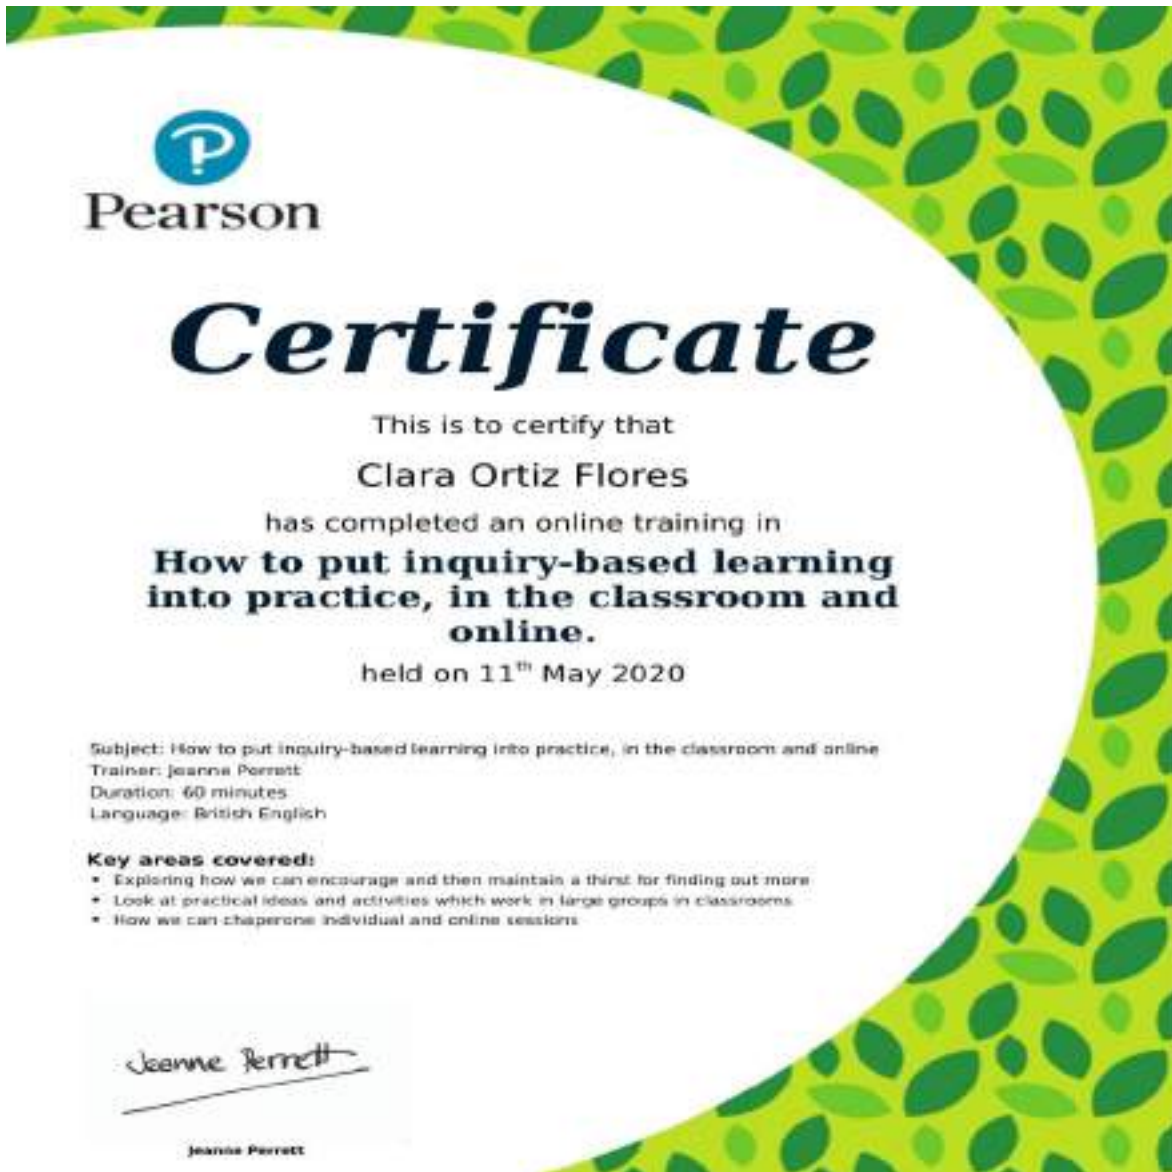 Pearson
Certificate
This is to certify that
Clara Ortiz Flores
has completed an online training in
How to put inquiry-based learning
into practice, in the classroom and
online.
held on 11th May 2020
Subject: How to put inquiry-based learning into practice, in the classroom and online
Trainer: Jeanne Perrett
Duration: 60 minutes
Language: British English
Key areas covered:
• Exploring how we can encourage and then maintain a thirst for finding out more
• Look at practical ideas and activities which work in large groups in classrooms
• How we can chaperone individual and online sessions
Jeanne Perrett
Jeanne Perrett